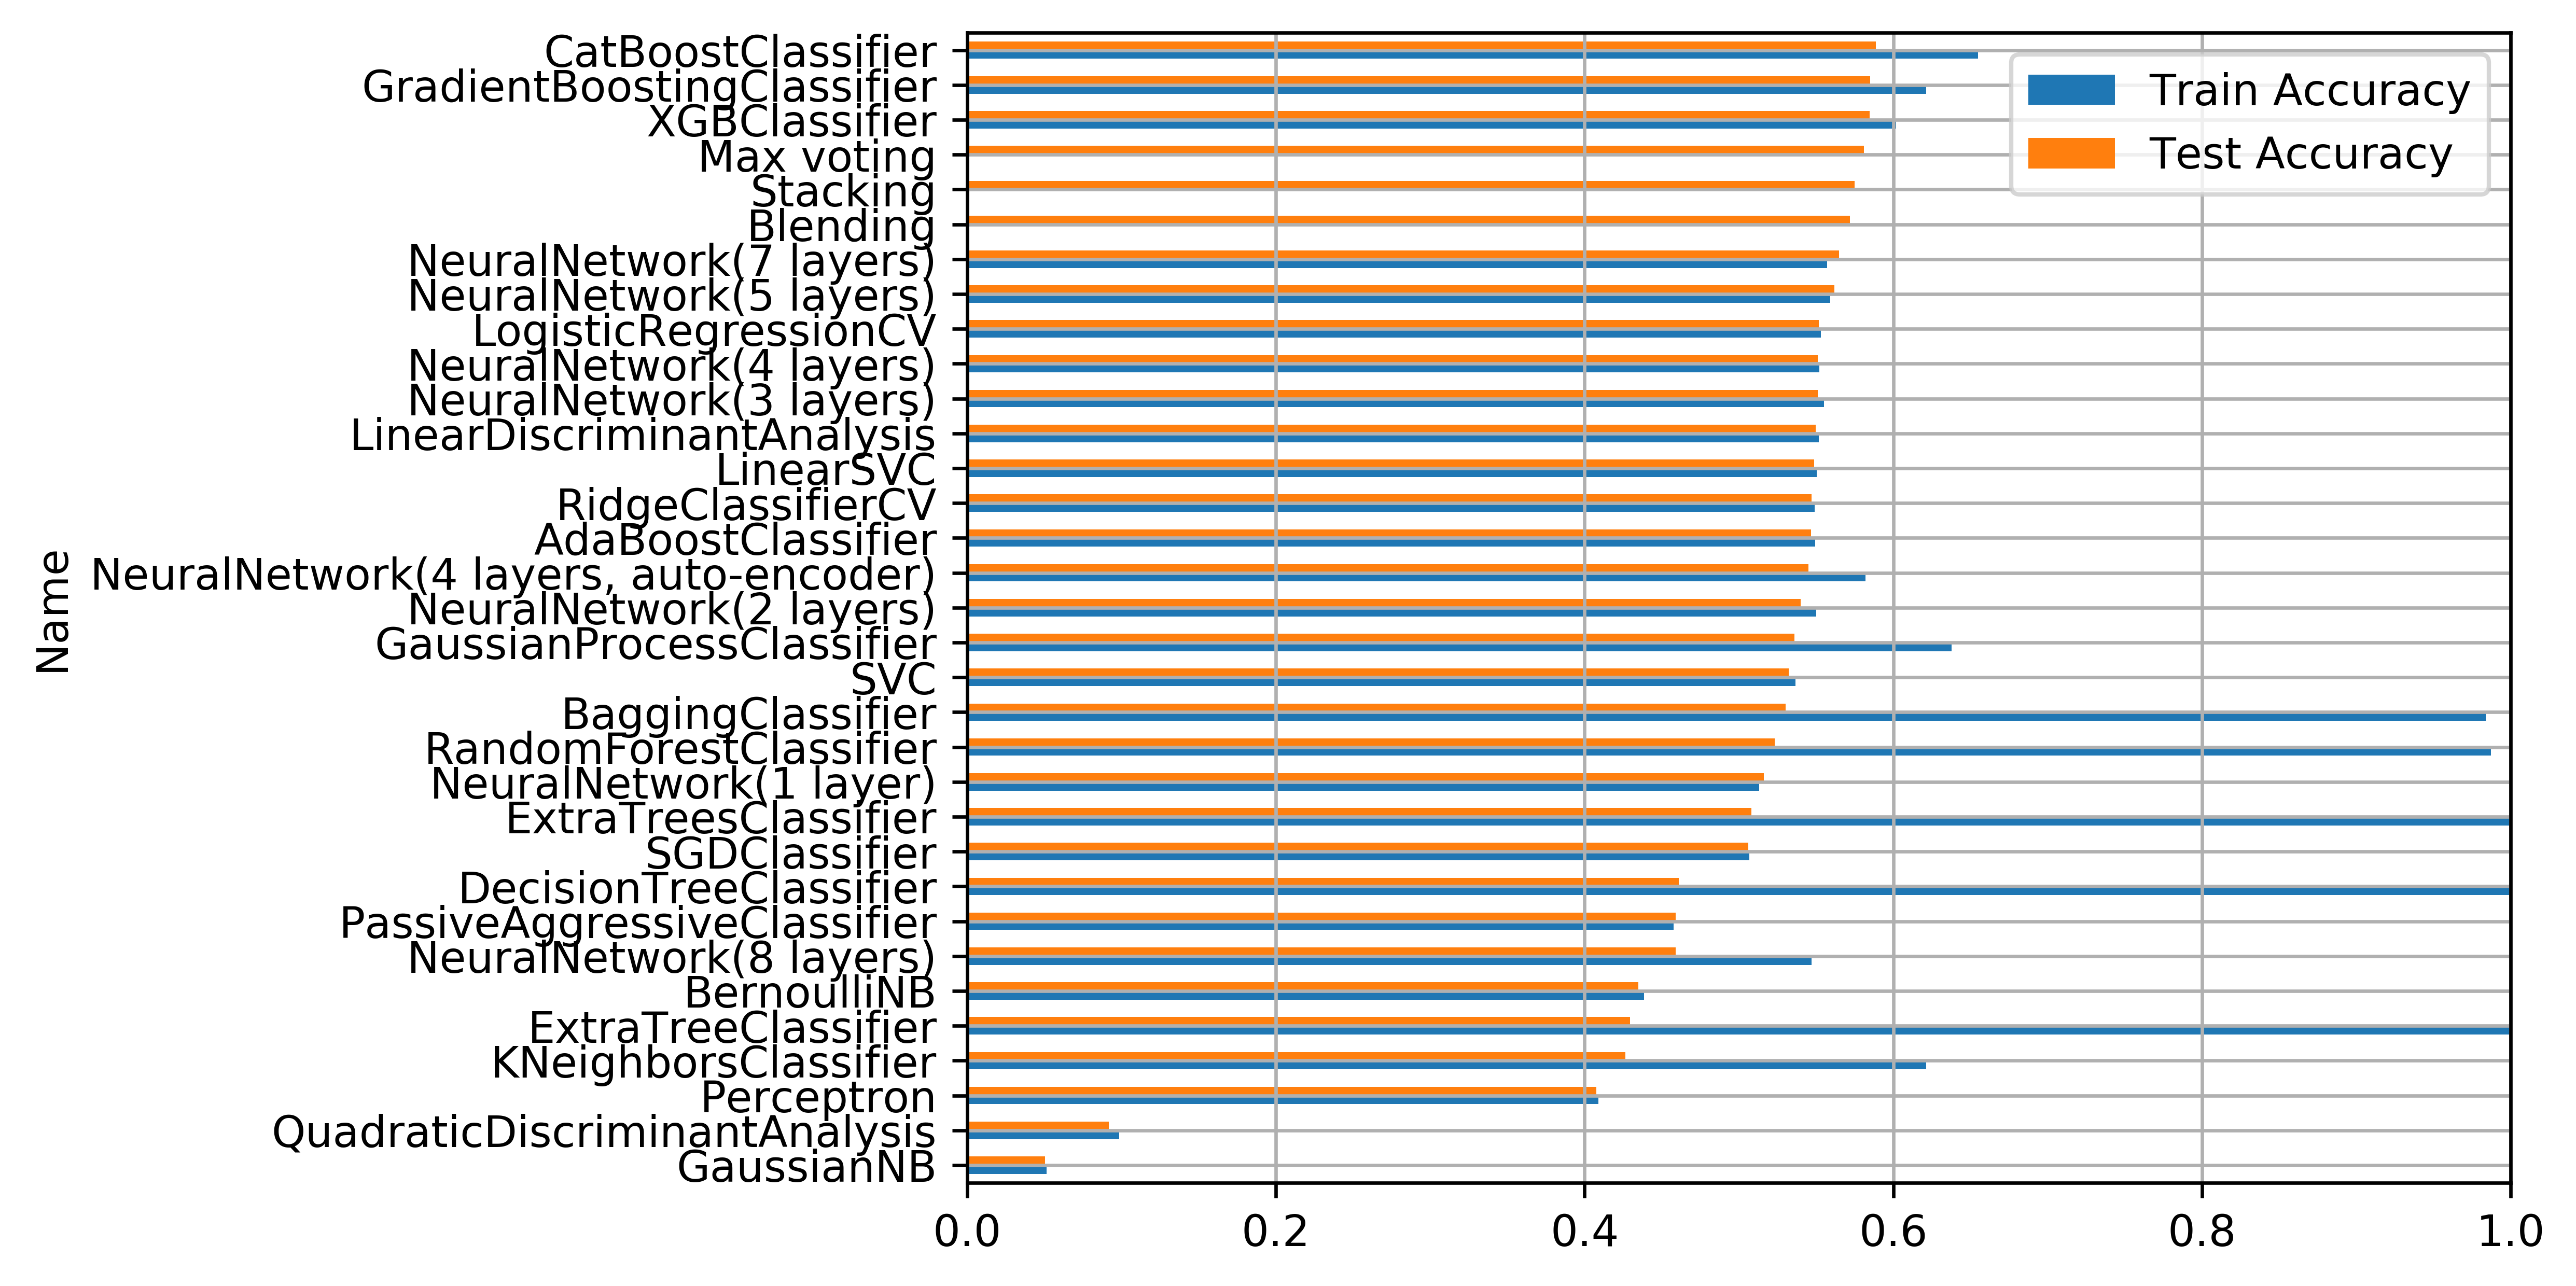 CatBoostClassifier
GradientBoostingClassifier
XGBClassifier
Max voting
Stacking
Blending
NeuralNetwork(7 layers)
NeuralNetwork(5 layers)
LogisticRegressionCV
NeuralNetwork(4 layers)
NeuralNetwork(3 layers)
LinearDiscriminantAnalysis
LinearSVC
RidgeClassifierCV
AdaBoostClassifier
NeuralNetwork(4 layers, auto-encoder)
NeuralNetwork(2 layers)
GaussianProcessClassifier
SVC
BaggingClassifier
RandomForestClassifier
NeuralNetwork(1 layer)
ExtraTreesClassifier
SGDClassifier
DecisionTreeClassifier
PassiveAggressiveClassifier
NeuralNetwork(8 layers)
BernoulliNB
ExtraTreeClassifier
KNeighborsClassifier
Perceptron
QuadraticDiscriminantAnalysis
GaussianNB
Name
Train Accuracy
Test Accuracy
0.0 0.2 0.4 0.6 0.8 1.0